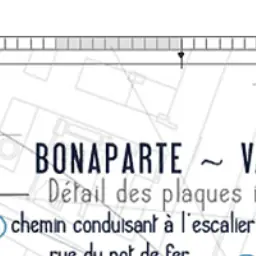 BONAPARTE ~
Détail des plaques
chemin conduisant à l'escalier
rue du pot de fer